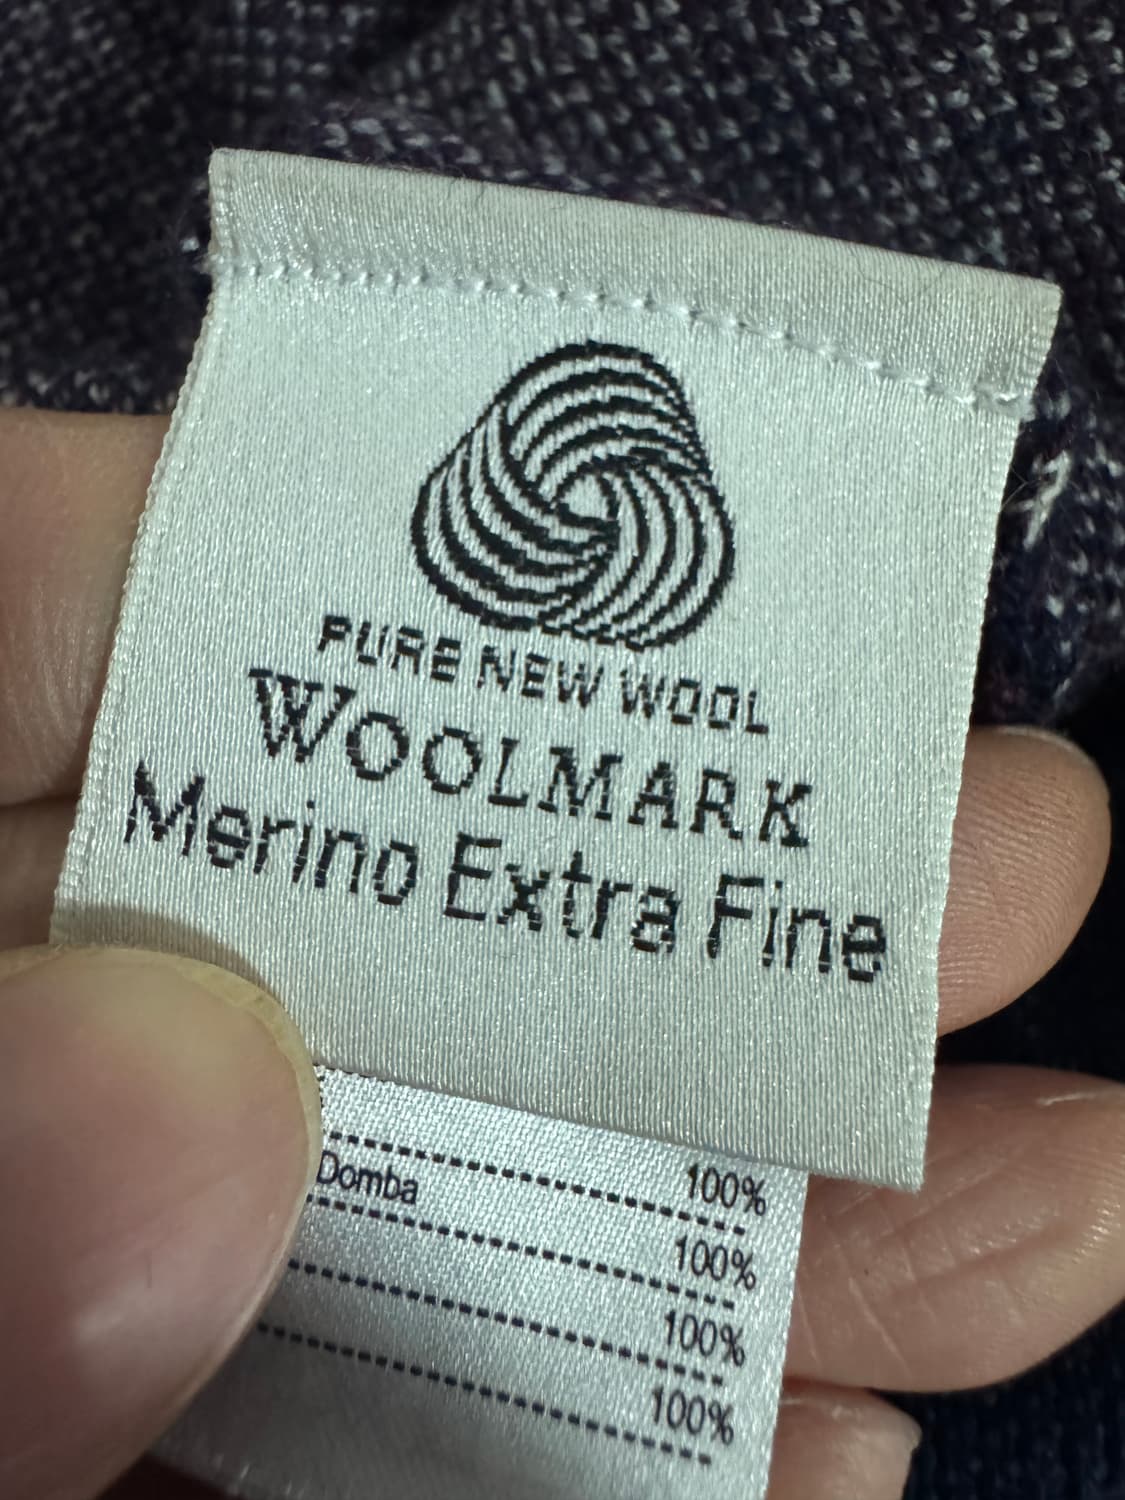 PURE NEW WOOL
WOOLMARK
Merino Extra Fine
100%
Domba
100%
100%
100%